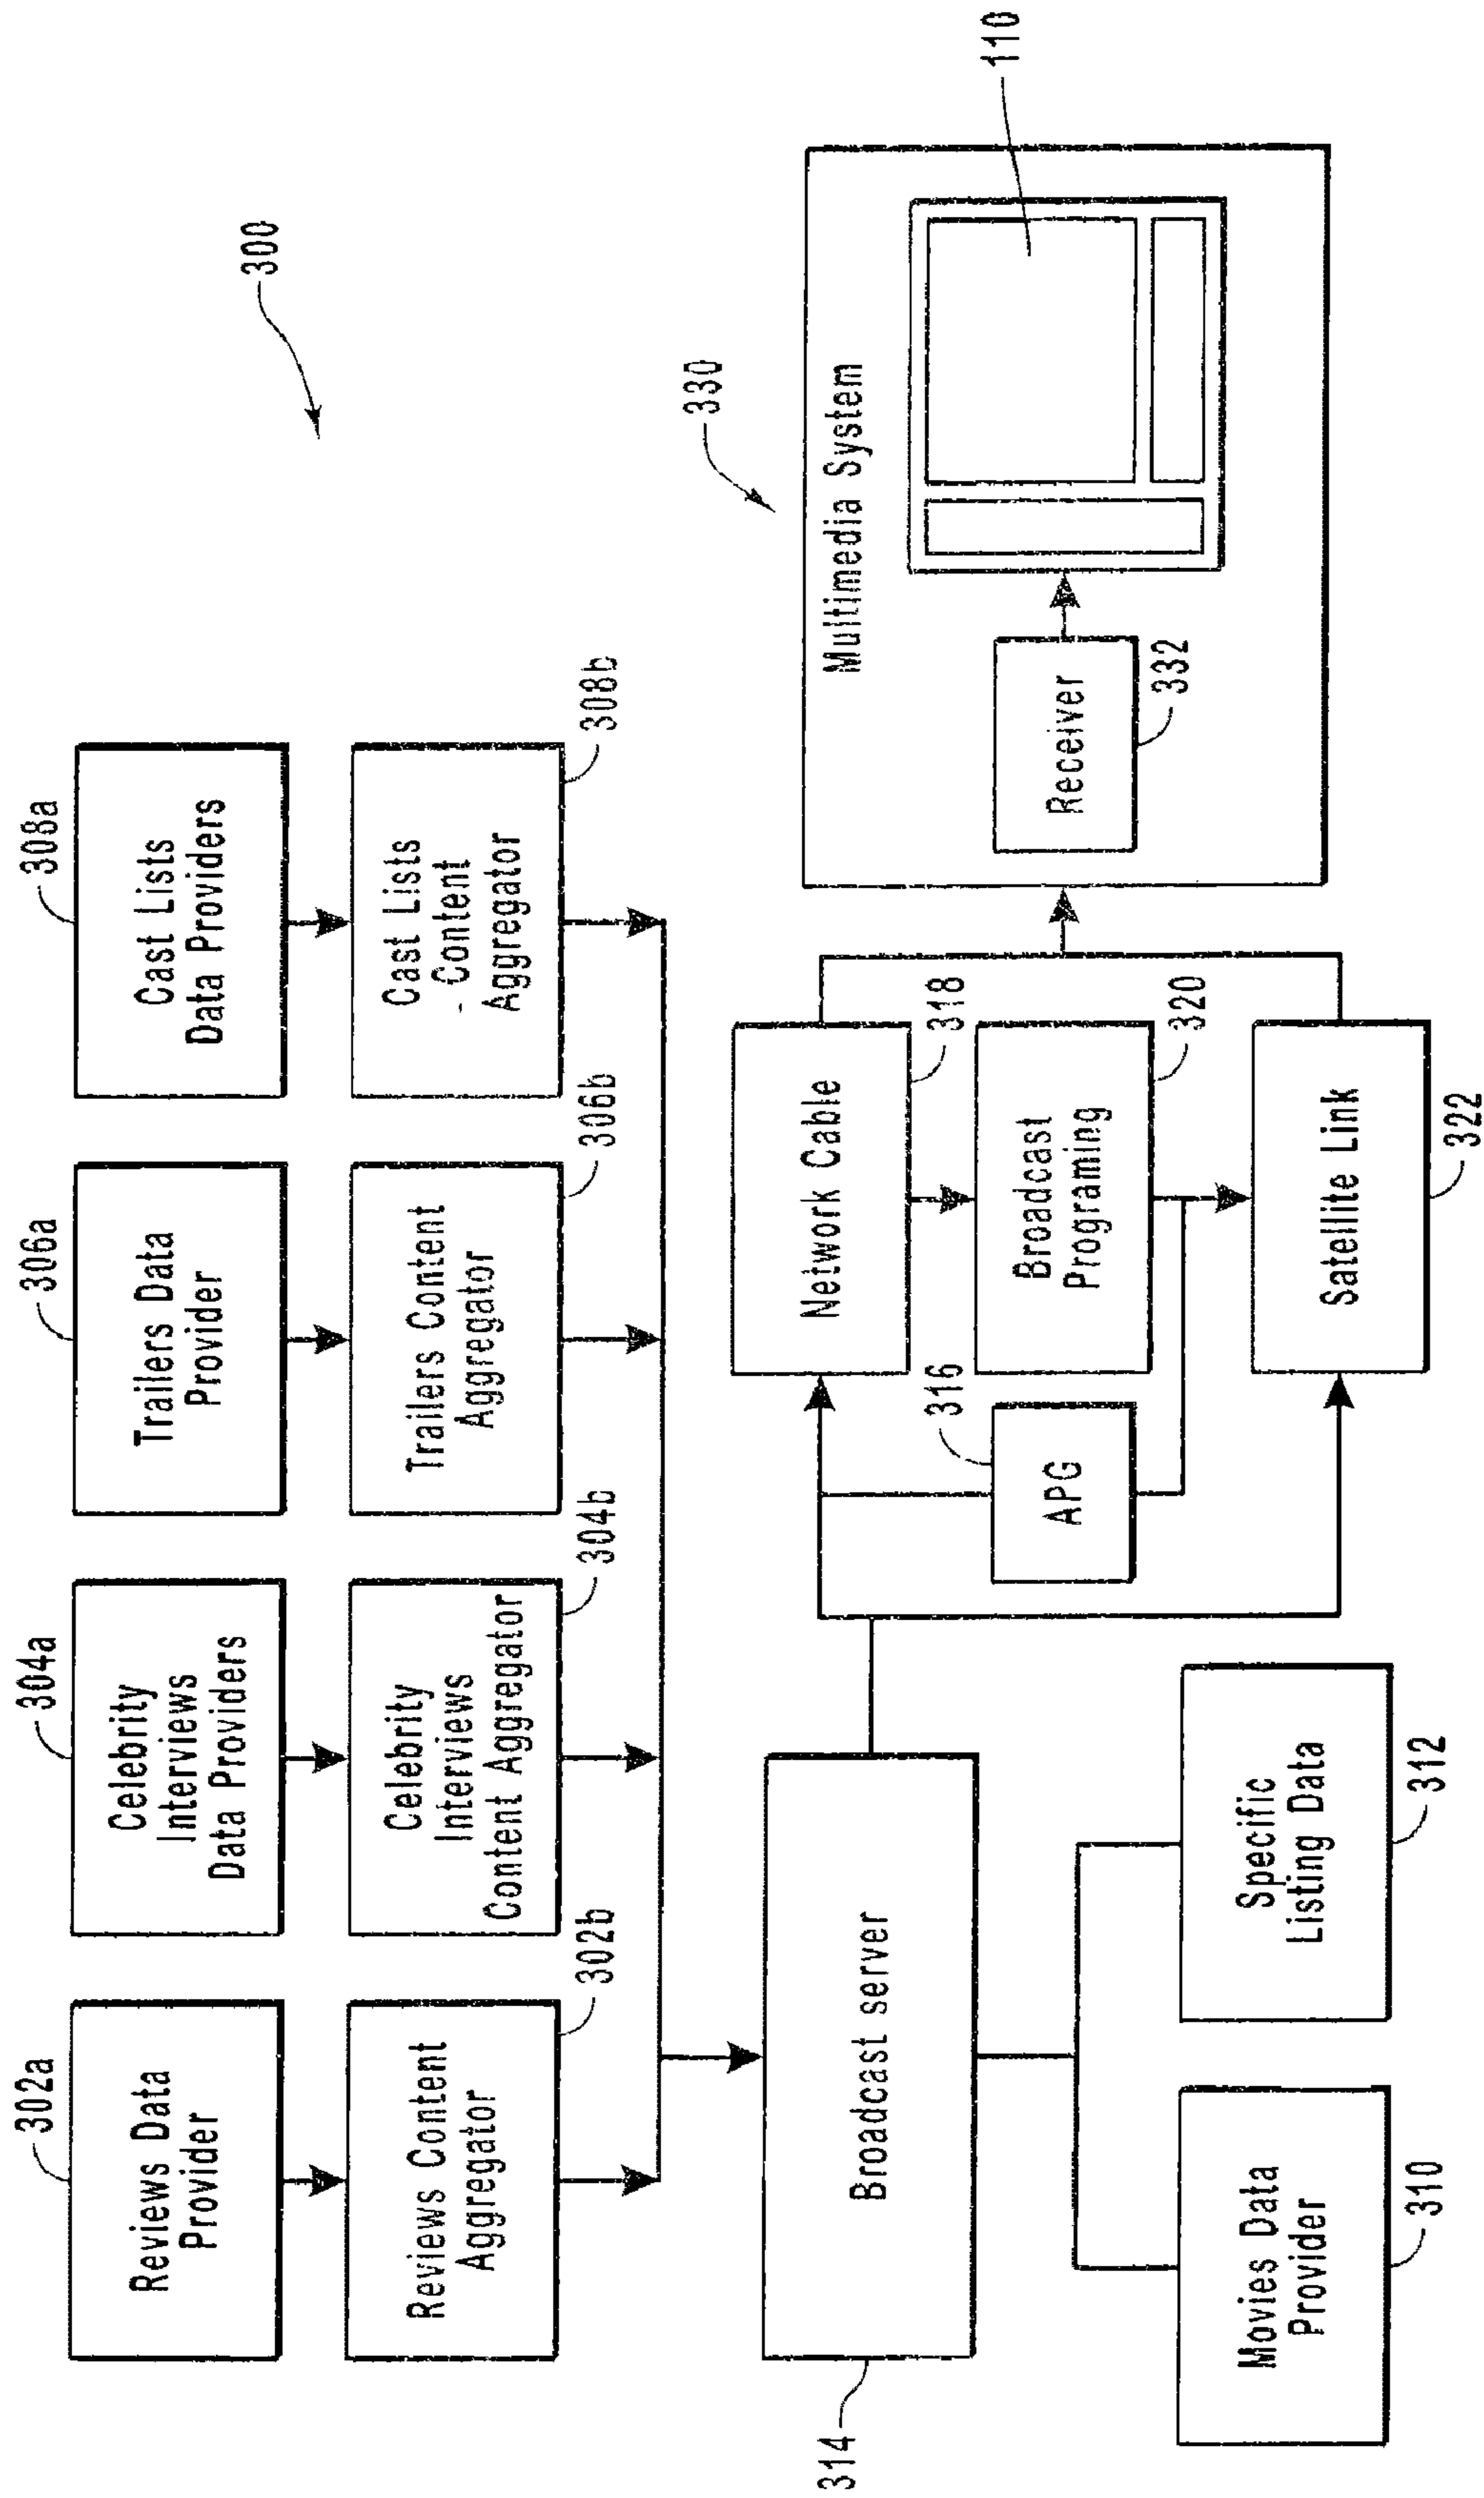 300
302a
Reviews Data
Provider
304a
Celebrity
Interviews
Data Providers
306a
Trailers Data
Provider
308a
Cast Lists
Data Providers
Reviews Content
Aggregator
302b
Celebrity
Interviews
Content Aggregator
304b
Trailers Content
Aggregator
306b
Cast Lists
- Content
Aggregator
308b
314
Broadcast server
Movies Data
Provider
310
Specific
Listing Data
312
316
APG
Network Cable
318
Broadcast
Programing
320
Satellite Link
322
330
Multimedia System
Receiver
332
110